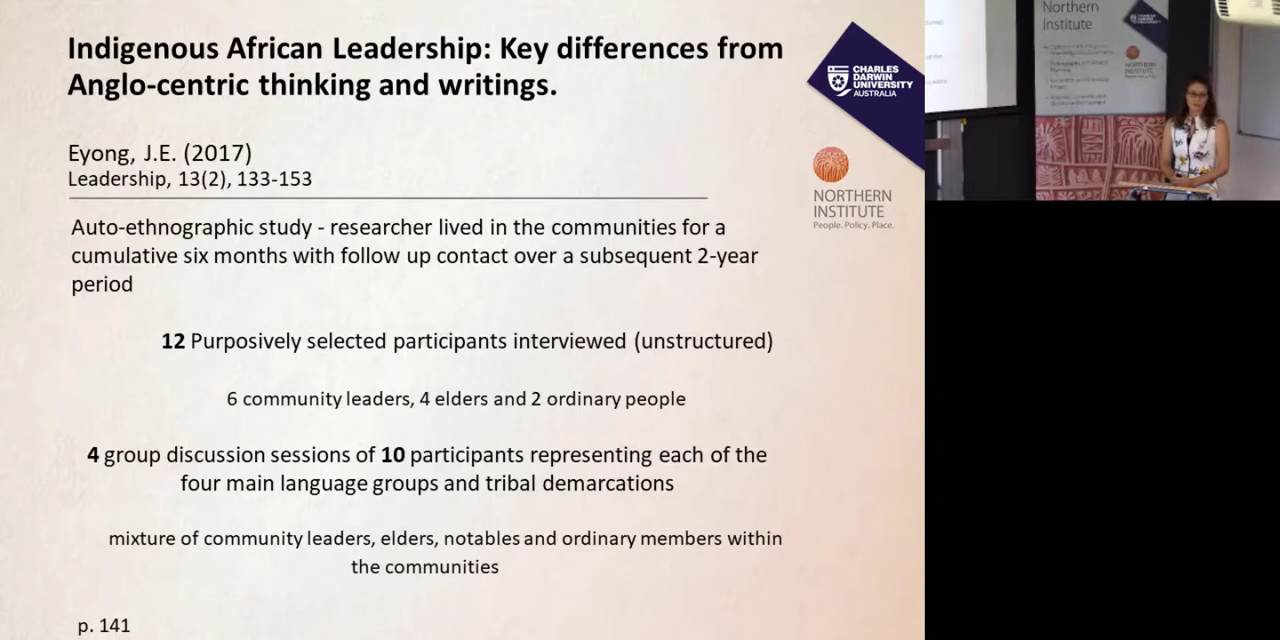 Indigenous African Leadership: Key differences from
Anglo-centric thinking and writings.
CHARLES
DARWIN
UNIVERSITY
AUSTRALIA
Eyong, J.E. (2017)
Leadership, 13(2), 133-153
NORTHERN
INSTITUTE
People. Policy. Place.
Auto-ethnographic study - researcher lived in the communities for a
cumulative six months with follow up contact over a subsequent 2-year
period
12 Purposively selected participants interviewed (unstructured)
6 community leaders, 4 elders and 2 ordinary people
4 group discussion sessions of 10 participants representing each of the
four main language groups and tribal demarcations
mixture of community leaders, elders, notables and ordinary members within
the communities
p. 141
Northern
Institute
CHARLES
DARWIN
UNIVERSITY
NORTHERN
INSTITUTE